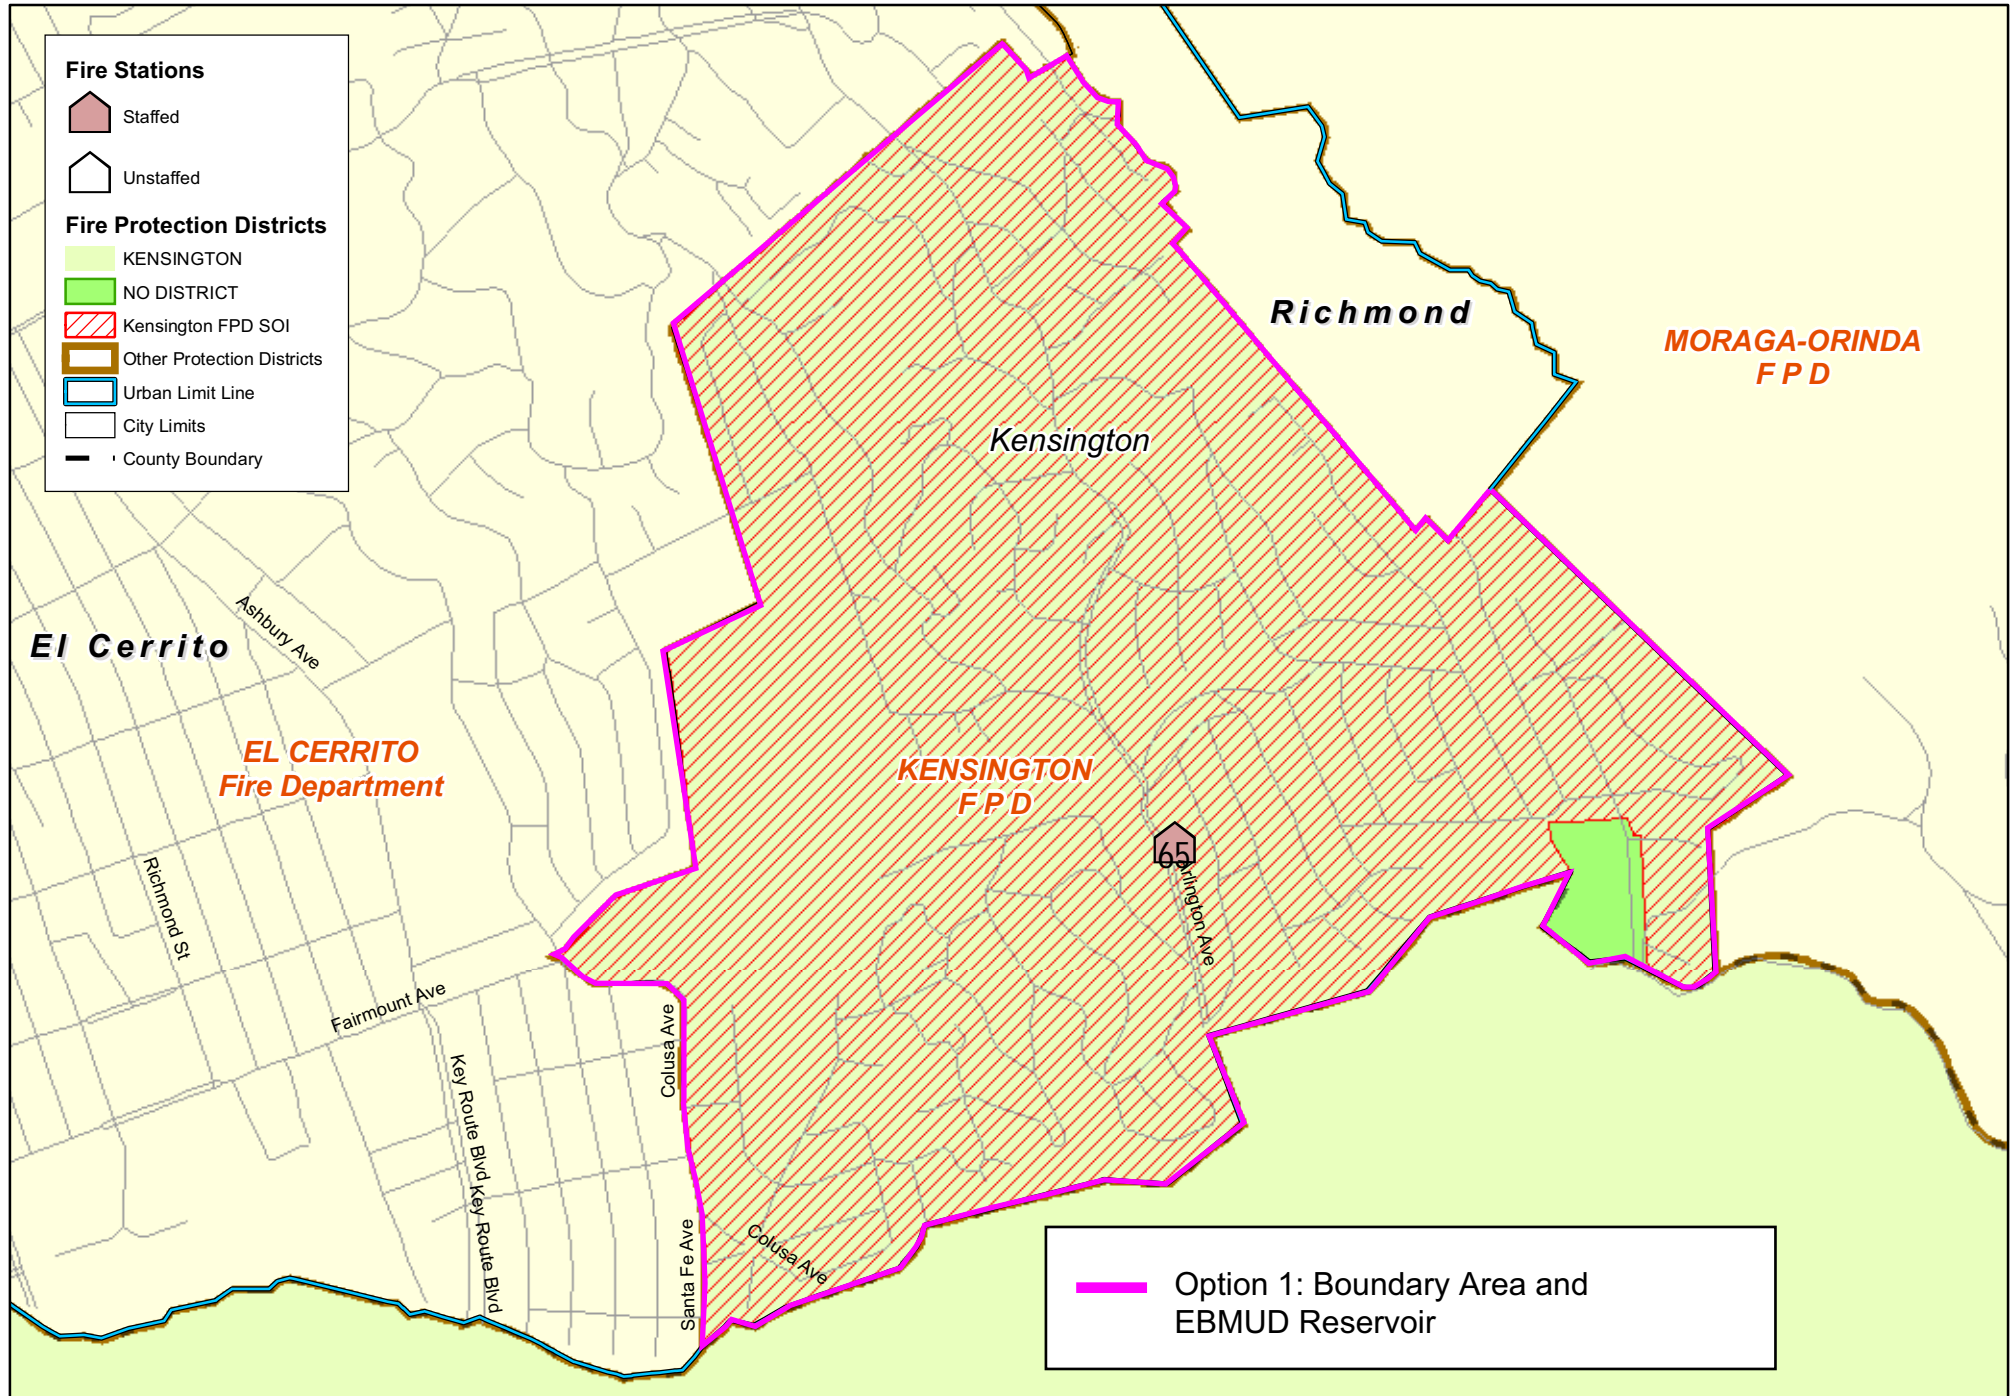 Fire Stations
Staffed
Unstaffed
Fire Protection Districts
KENSINGTON
NO DISTRICT
Kensington FPD SOI
Other Protection Districts
Urban Limit Line
City Limits
County Boundary
Richmond
MORAGA-ORINDA
F P D
Kensington
Ashbury Ave
El Cerrito
EL CERRITO
Fire Department
KENSINGTON
F P D
65
Arlington Ave
Richmond St
Fairmount Ave
Colusa Ave
Key Route Blvd
Key Route Blvd
Santa Fe Ave
Colusa Ave
Option 1: Boundary Area and
EBMUD Reservoir